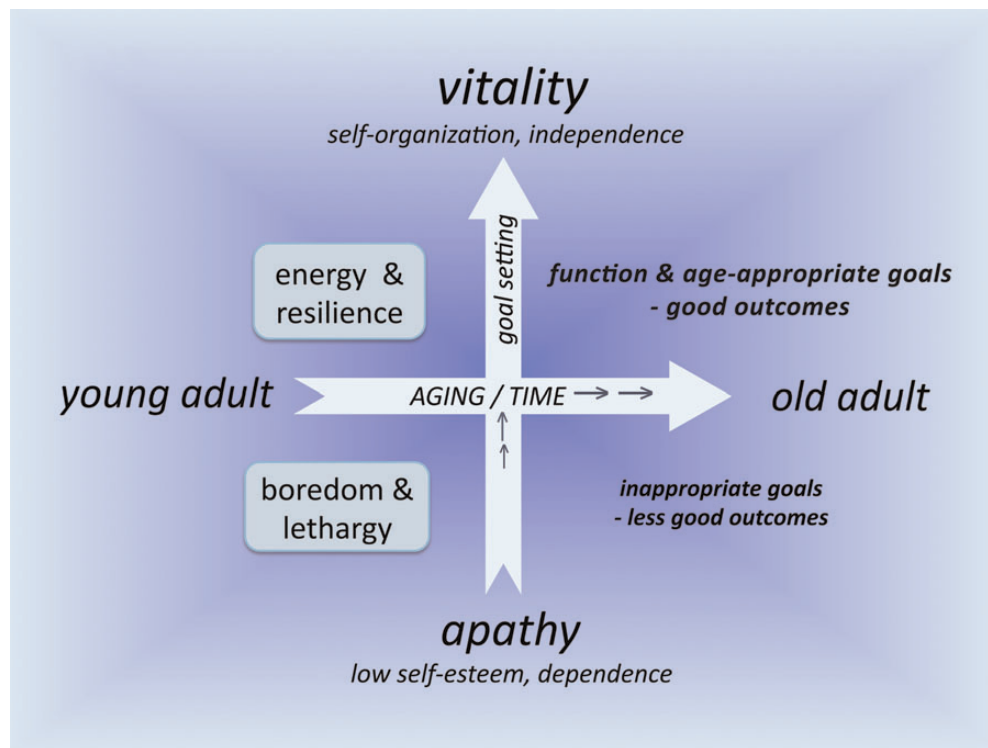 vitality
self-organization, independence
goal setting
energy & 
resilience
function & age-appropriate goals
- good outcomes
young adult
AGING / TIME
old adult
boredom &
lethargy
inappropriate goals
- less good outcomes
apathy
low self-esteem, dependence